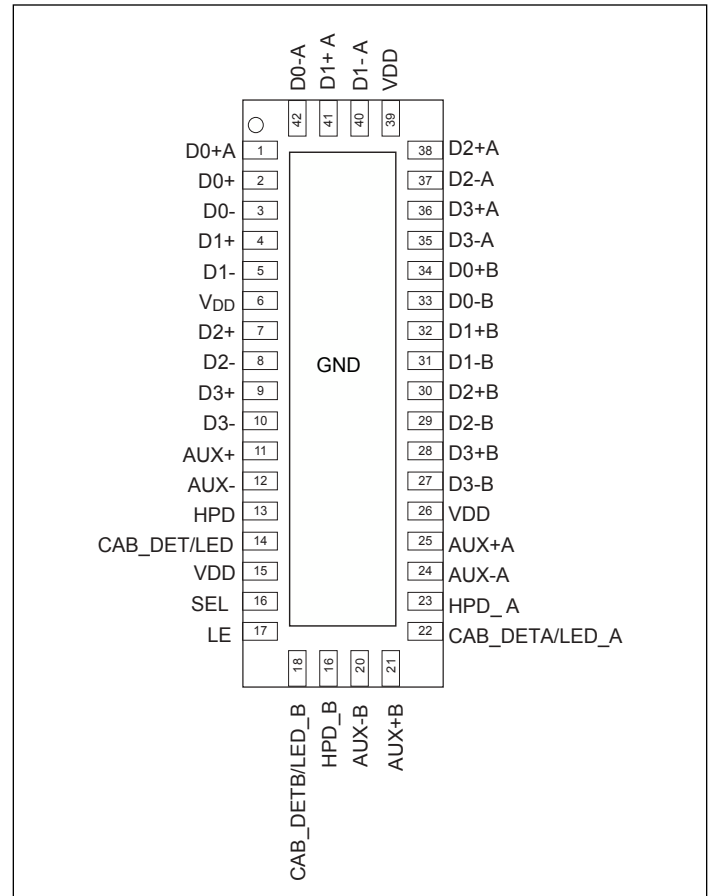 D0-A
D1+ A
D1- A
VDD
42
41
40
39
D0+A 1
D0+ 2
D0- 3
D1+ 4
D1- 5
VDD 6
D2+ 7
D2- 8
D3+ 9
D3- 10
AUX+ 11
AUX- 12
HPD 13
CAB_DET/LED 14
VDD 15
SEL 16
LE 17
GND
38 D2+A
37 D2-A
36 D3+A
35 D3-A
34 D0+B
33 D0-B
32 D1+B
31 D1-B
30 D2+B
29 D2-B
28 D3+B
27 D3-B
26 VDD
25 AUX+A
24 AUX-A
23 HPD_ A
22 CAB_DETA/LED_A
18
16
20
21
CAB_DETB/LED_B
HPD_B
AUX-B
AUX+B